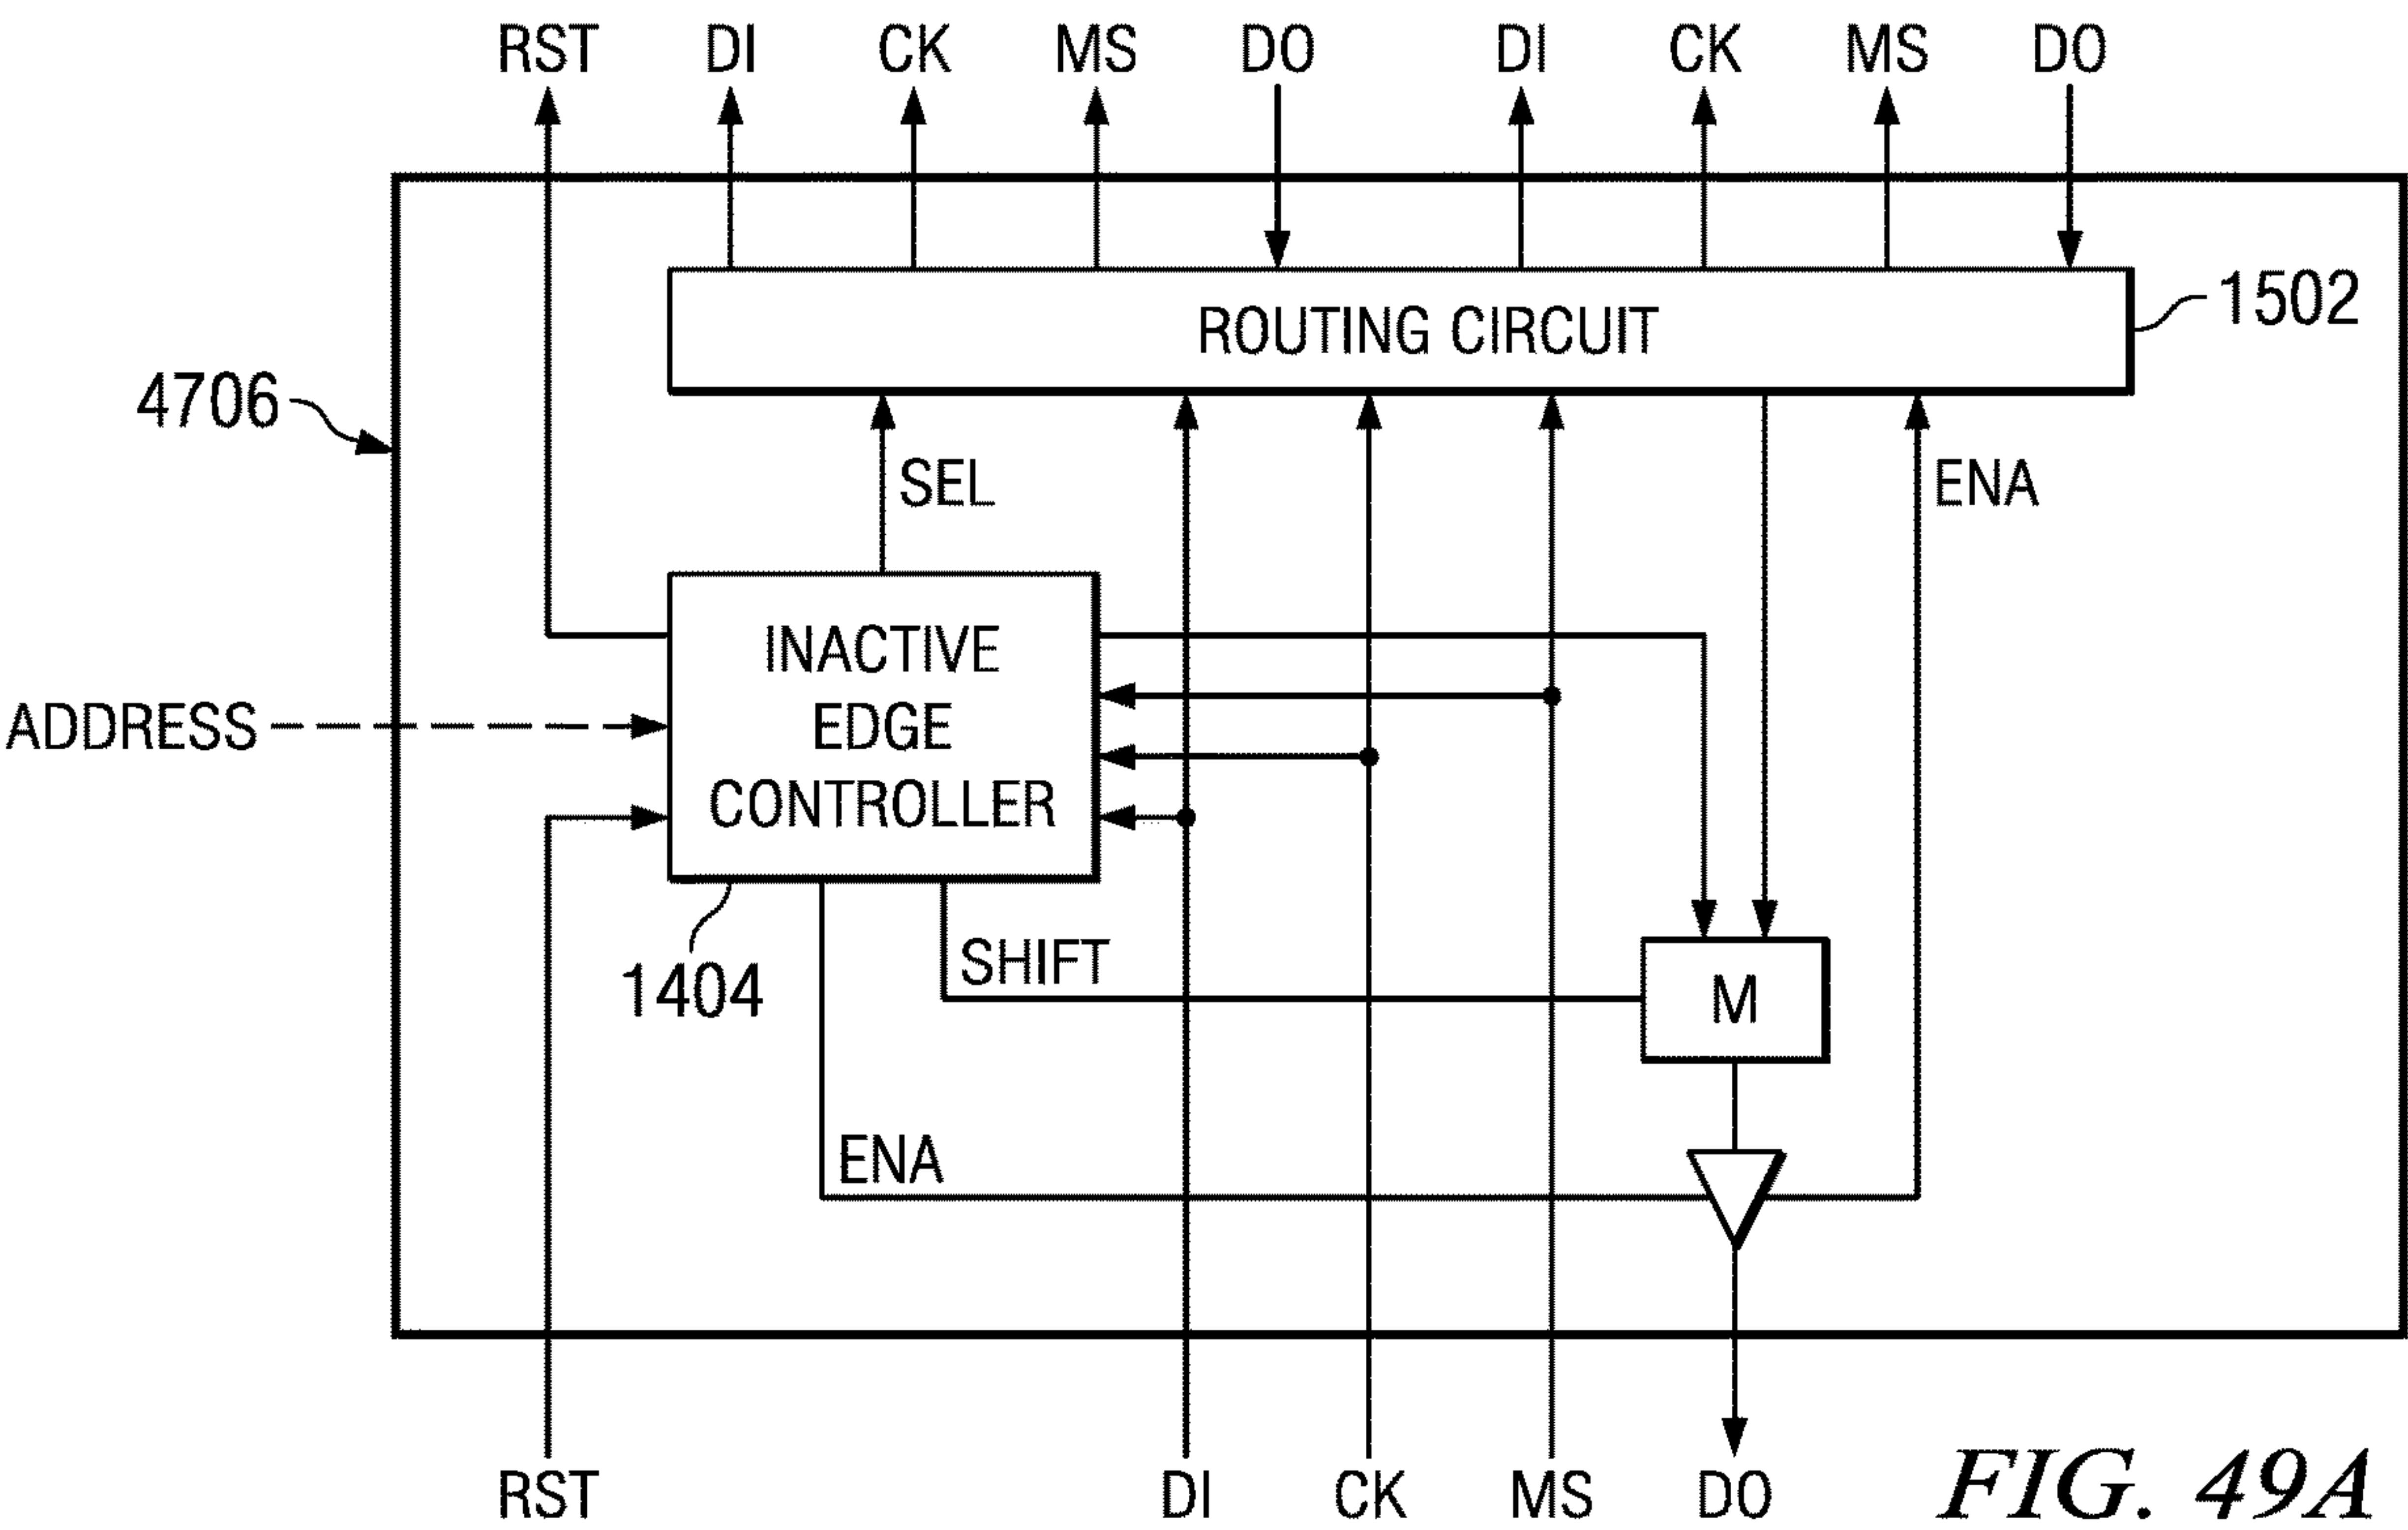 RST DI CK MS DO DI CK MS DO
ROUTING CIRCUIT
1502
4706
SEL
ENA
INACTIVE
EDGE
CONTROLLER
ADDRESS
1404
SHIFT
M
ENA
RST DI CK MS DO
FIG. 49A